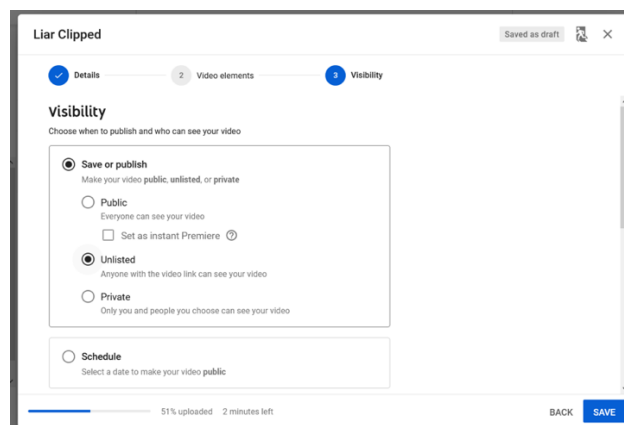 Liar Clipped
Saved as draft
Details
2
Video elements
3
Visibility
Visibility
Choose when to publish and who can see your video
Save or publish
Make your video public, unlisted, or private
Public
Everyone can see your video
Set as instant Premiere ?
Unlisted
Anyone with the video link can see your video
Private
Only you and people you choose can see your video
Schedule
Select a date to make your video public
51% uploaded 2 minutes left
BACK
SAVE